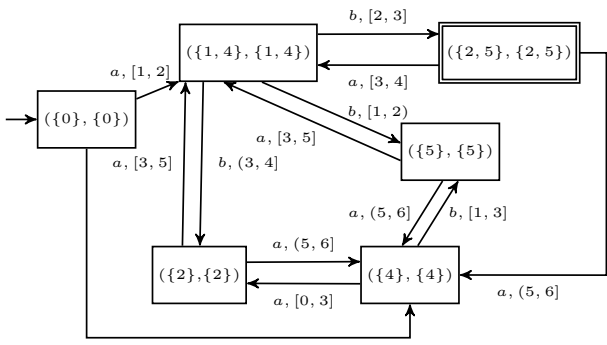 b, [2, 3]
({1, 4}, {1, 4})
({2, 5}, {2, 5})
a, [1, 2]
a, [3, 4]
({0}, {0})
b, [1, 2)
a, [3, 5]
({5}, {5})
a, [3, 5]
b, (3, 4]
a, (5, 6]
b, [1, 3]
a, (5, 6]
({2},{2})
({4}, {4})
a, [0, 3]
a, (5, 6]